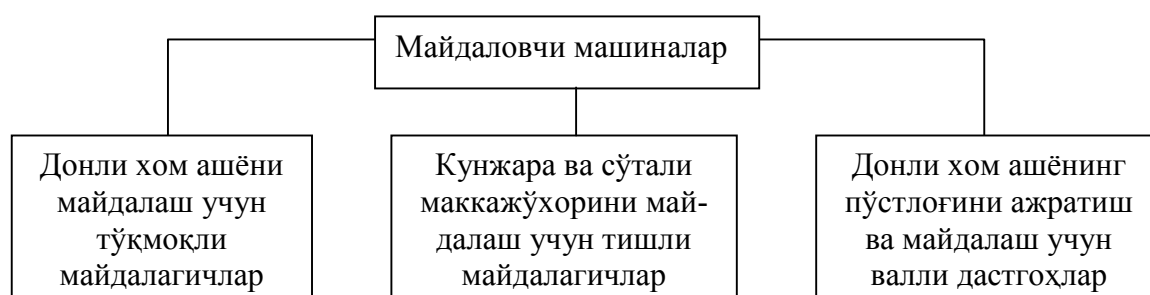 Майдаловчи машиналар
Донли хом ашёни
майдалаш учун
тўқмоқли
майдалагичлар
Кунжара ва сўтали
маккажўхорини май-
далаш учун тишли
майдалагичлар
Донли хом ашёнинг
пўстлоғини ажратиш
ва майдалаш учун
валли дастгоҳлар